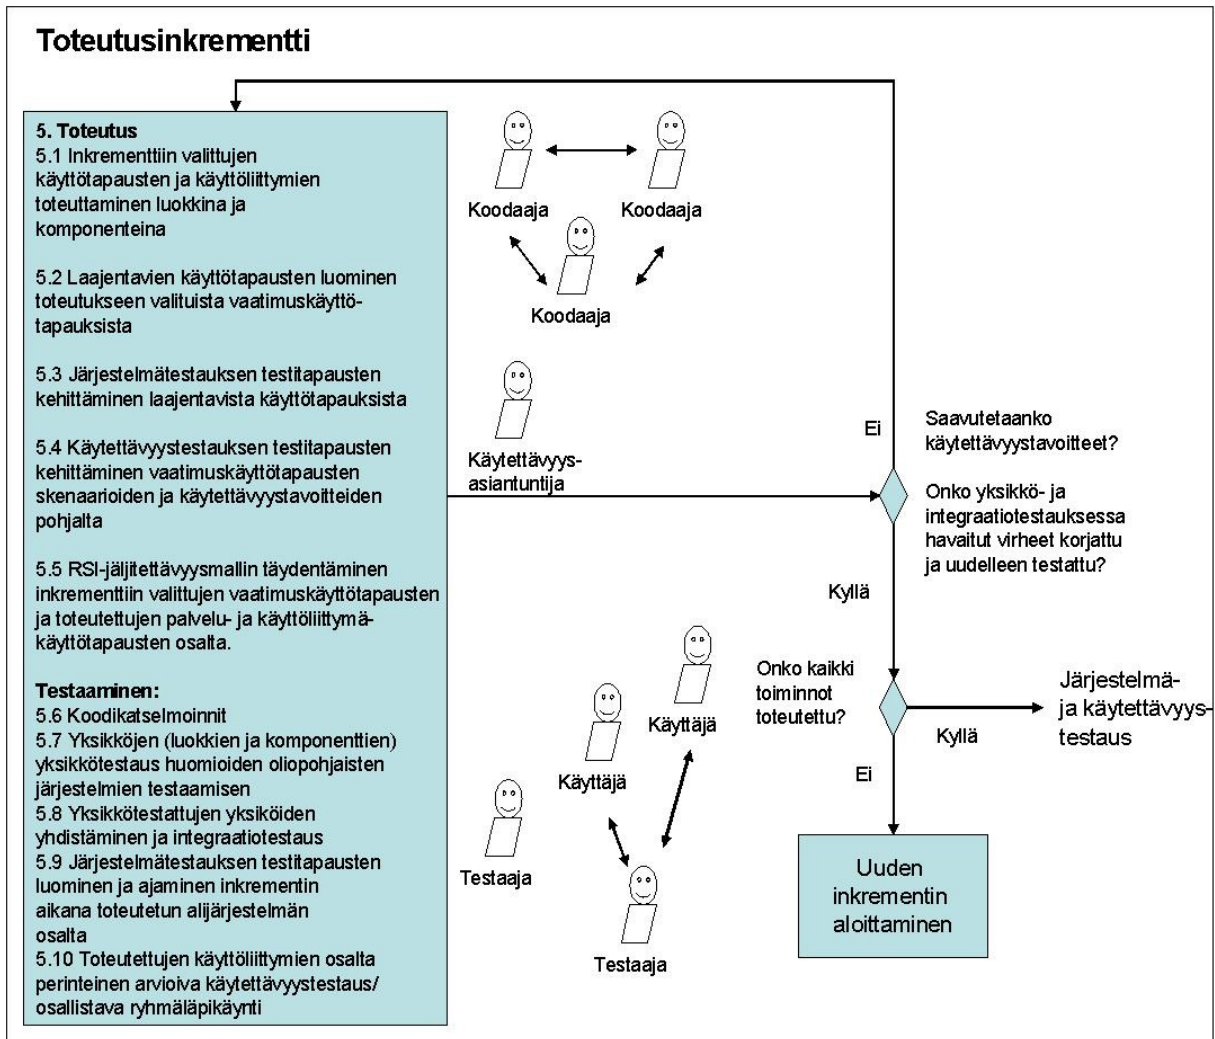 Toteutusinkrementti
5. Toteutus
5.1 Inkrementtiin valittujen
käyttötapausten ja käyttöliittymien
toteuttaminen luokkina ja
komponenteina
5.2 Laajentavien käyttötapausten luominen
toteutukseen valituista vaatimuskäyttö-
tapauksista
5.3 Järjestelmätestauksen testitapausten
kehittäminen laajentavista käyttötapauksista
5.4 Käytettävyystestauksen testitapausten
kehittäminen vaatimuskäyttötapausten
skenaarioiden ja käytettävyystavoitteiden
pohjalta
5.5 RSI-jäljitettävyysmallin täydentäminen
inkrementtiin valittujen vaatimuskäyttötapausten
ja toteutettujen palvelu- ja käyttöliittymä-
käyttötapausten osalta.
Testaaminen:
5.6 Koodikatselmoinnit
5.7 Yksikköjen (luokkien ja komponenttien)
yksikkötestaus huomioiden oliopohjaisten
järjestelmien testaamisen
5.8 Yksikkötestattujen yksiköiden
yhdistäminen ja integraatiotestaus
5.9 Järjestelmätestauksen testitapausten
luominen ja ajaminen inkrementin
aikana toteutetun alijärjestelmän
osalta
5.10 Toteutettujen käyttöliittymien osalta
perinteinen arvioiva käytettävyystestaus/
osallistava ryhmäläpikäynti
Koodaaja
Koodaaja
Koodaaja
Käytettävyys-
asiantuntija
Ei
Saavutetaanko
käytettävyystavoitteet?
Onko yksikkö- ja
integraatiotestauksessa
havaitut virheet korjattu
ja uudelleen testattu?
Kyllä
Onko kaikki
toiminnot
toteutettu?
Kyllä
Järjestelmä-
ja käytettävyys-
testaus
Ei
Käyttäjä
Käyttäjä
Testaaja
Testaaja
Uuden
inkrementin
aloittaminen